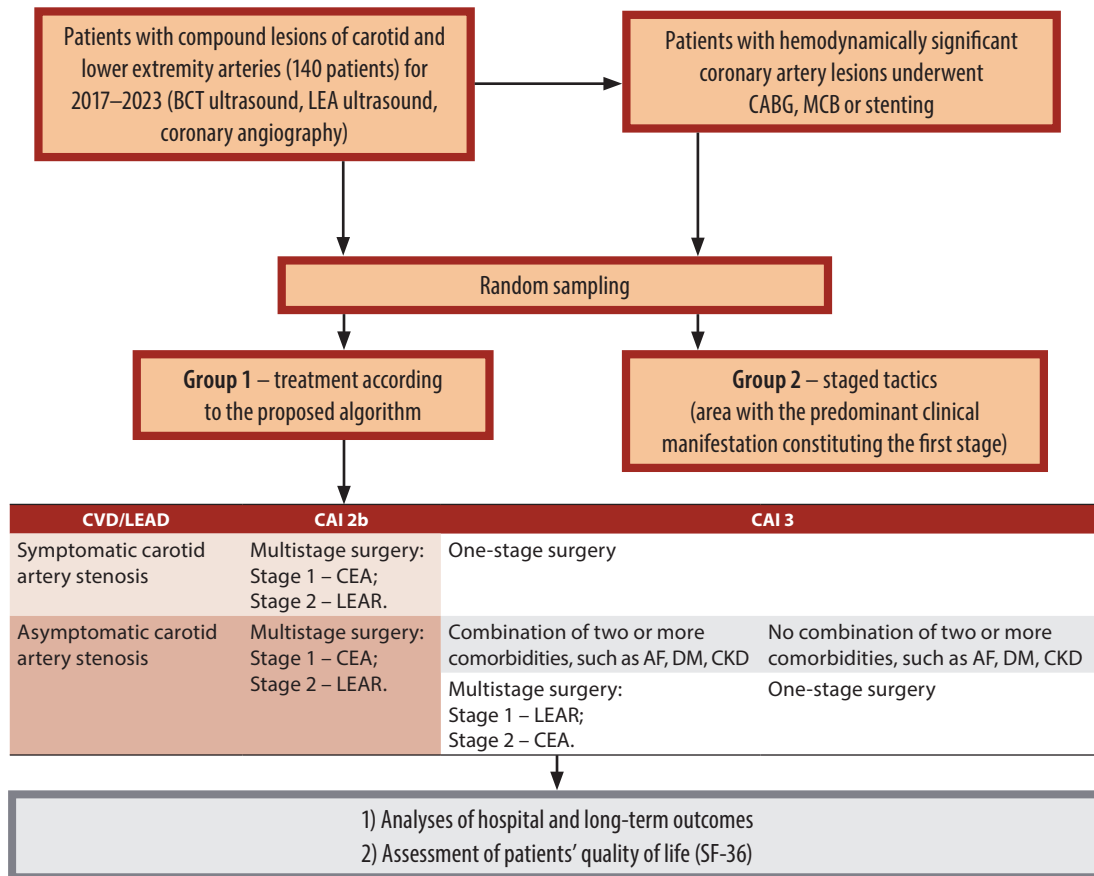 Patients with compound lesions of carotid and
lower extremity arteries (140 patients) for
2017–2023 (BCT ultrasound, LEA ultrasound,
coronary angiography)
Patients with hemodynamically significant
coronary artery lesions underwent
CABG, MCB or stenting
Random sampling
Group 1 – treatment according
to the proposed algorithm
Group 2 – staged tactics
(area with the predominant clinical
manifestation constituting the first stage)
CVD/LEAD CAI 2b CAI 3
Symptomatic carotid
artery stenosis
Multistage surgery:
Stage 1 – CEA;
Stage 2 – LEAR.
One-stage surgery
Asymptomatic carotid
artery stenosis
Multistage surgery:
Stage 1 – CEA;
Stage 2 – LEAR.
Combination of two or more
comorbidities, such as AF, DM, CKD
No combination of two or more
comorbidities, such as AF, DM, CKD
Multistage surgery:
Stage 1 – LEAR;
Stage 2 – CEA.
One-stage surgery
1) Analyses of hospital and long-term outcomes
2) Assessment of patients' quality of life (SF-36)